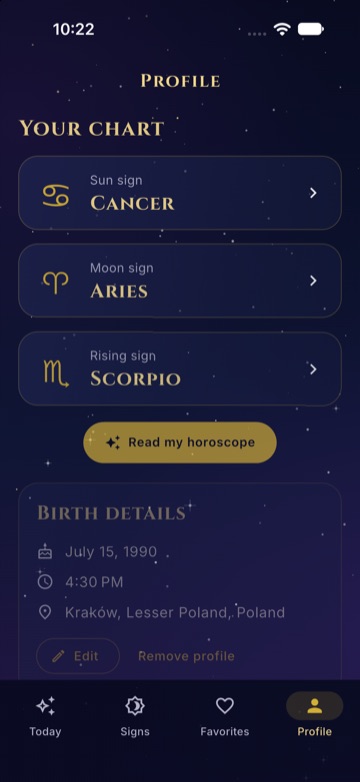 10:22
Profile
Your chart
Sun sign
Cancer
Moon sign
Aries
Rising sign
Scorpio
Read my horoscope
Birth details
July 15, 1990
4:30 PM
Kraków, Lesser Poland, Poland
Edit
Remove profile
Today
Signs
Favorites
Profile